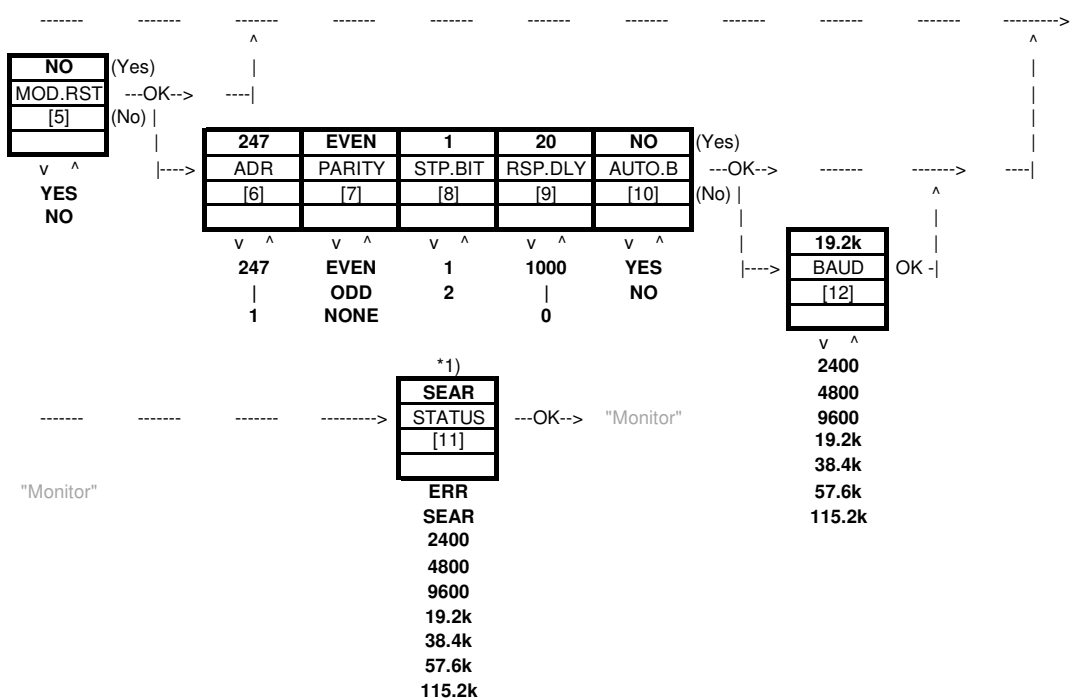 ------- ------- ------- ------- ------- ------- ------- ------- ------- ------- --------->
^ ^
NO (Yes) | |
MOD.RST ---OK--> ----| |
[5] (No) | |
| |
247 EVEN 1 20 NO (Yes) |
v ^ |----> ADR PARITY STP.BIT RSP.DLY AUTO.B ---OK--> ------- -------> ----|
YES [6] [7] [8] [9] [10] (No) | ^
NO | |
v ^ v ^ v ^ v ^ v ^ | 19.2k |
247 EVEN 1 1000 YES |----> BAUD OK -|
| ODD 2 | NO [12]
1 NONE 0
v ^
*1) 2400
SEAR 4800
------- ------- ------- ---------> STATUS ---OK--> "Monitor" 9600
[11] 19.2k
38.4k
"Monitor" ERR 57.6k
SEAR 115.2k
2400
4800
9600
19.2k
38.4k
57.6k
115.2k